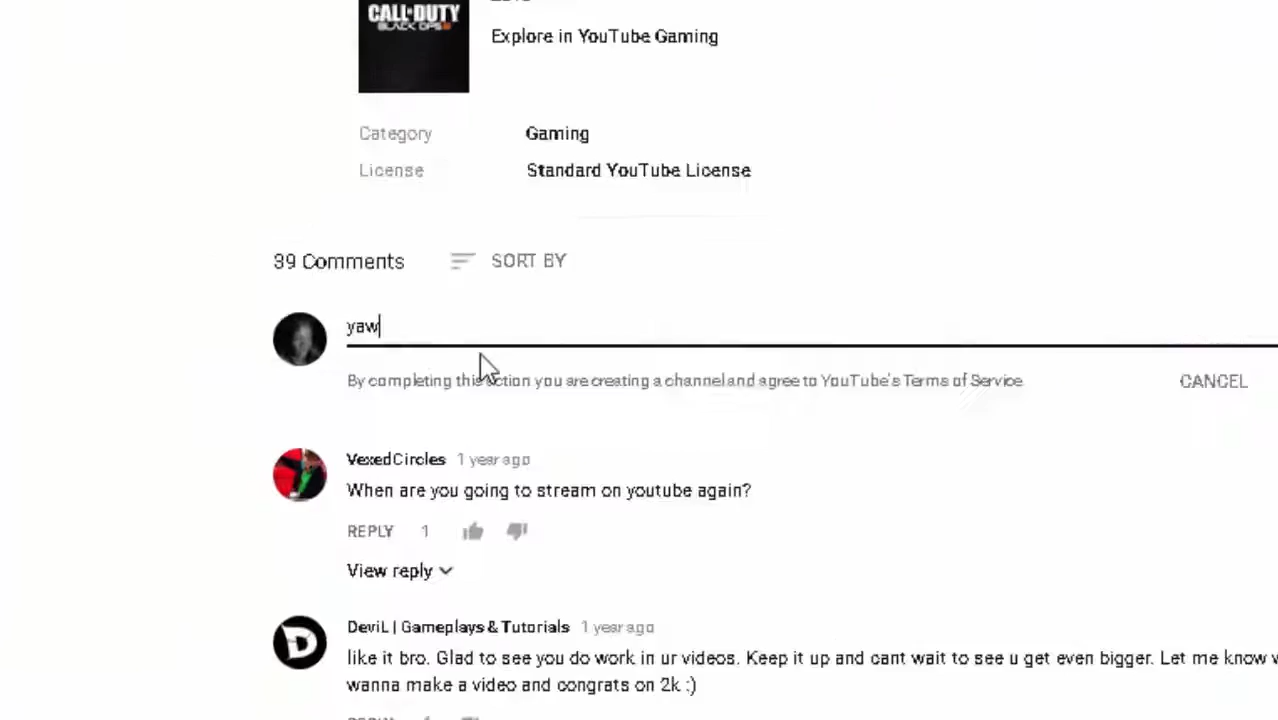 CALL OF DUTY
BLACK OPS
Explore in YouTube Gaming
Category Gaming
License Standard YouTube License
39 Comments SORT BY
yaw
By completing this action you are creating a channel and agree to YouTube's Terms of Service.
CANCEL
VexedCircles 1 year ago
When are you going to stream on youtube again?
REPLY 1
View reply
DeviL | Gameplays & Tutorials 1 year ago
like it bro. Glad to see you do work in ur videos. Keep it up and cant wait to see u get even bigger. Let me know
wanna make a video and congrats on 2k :)